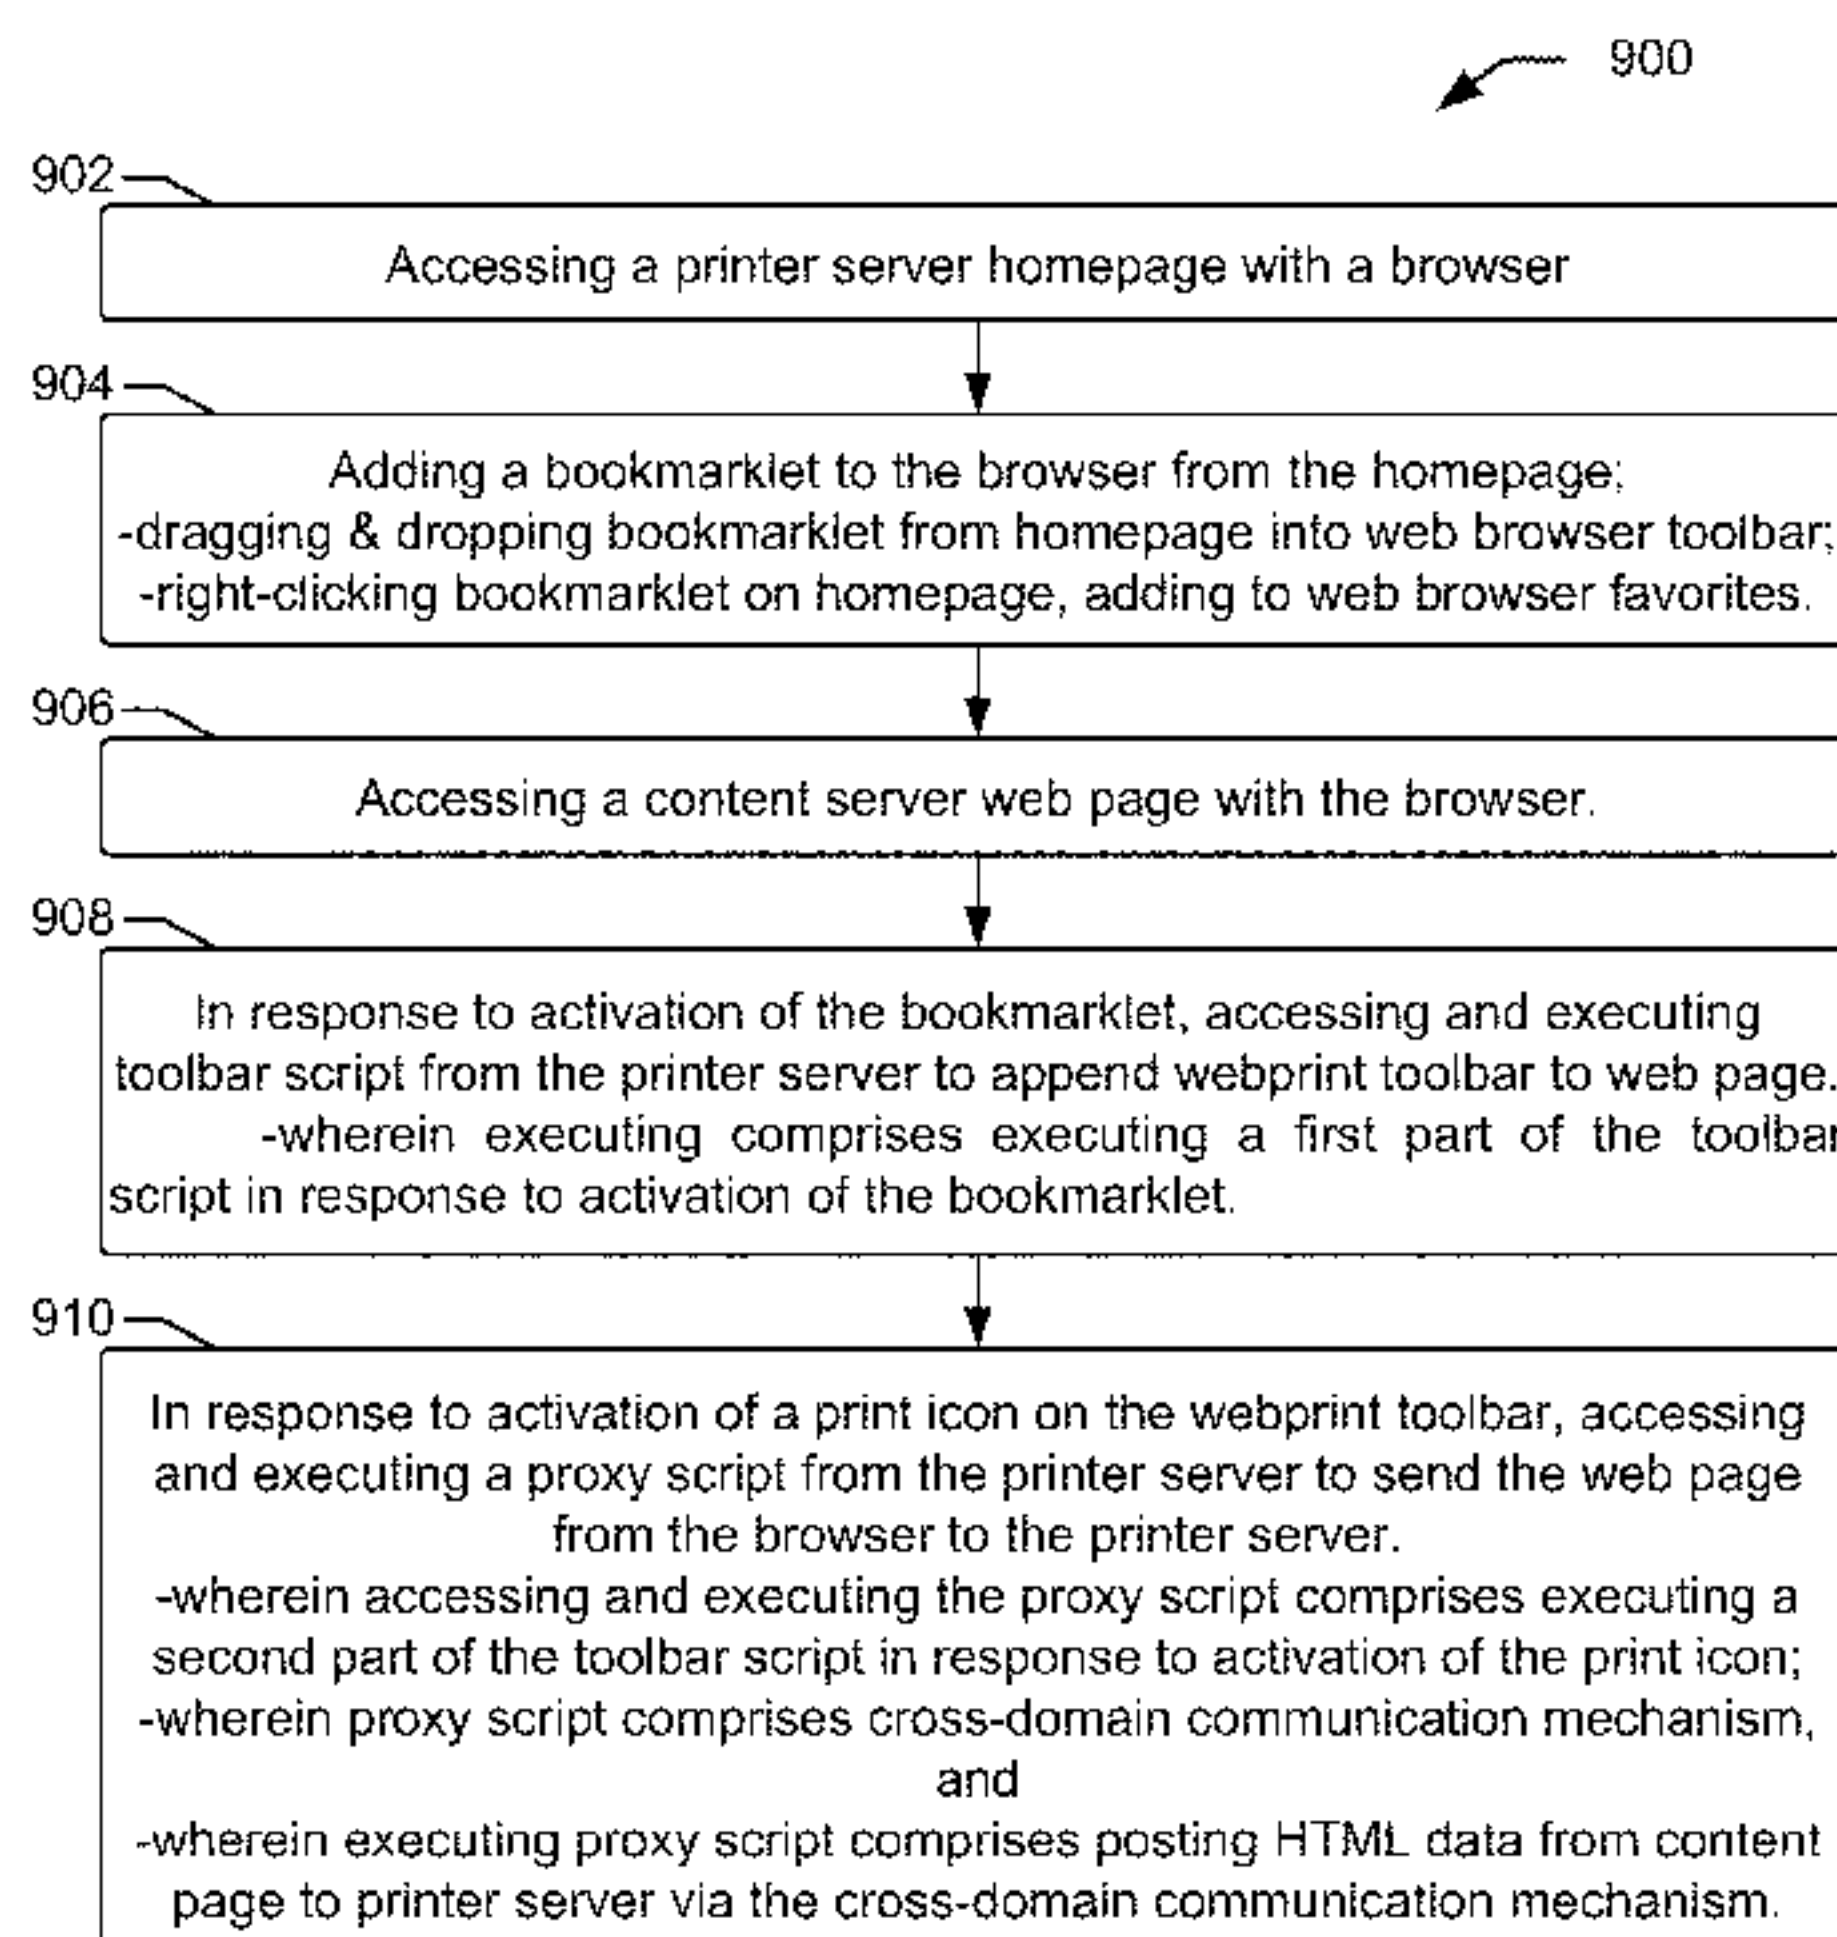 900
902
Accessing a printer server homepage with a browser
904
Adding a bookmarklet to the browser from the homepage;
-dragging & dropping bookmarklet from homepage into web browser toolbar;
-right-clicking bookmarklet on homepage, adding to web browser favorites.
906
Accessing a content server web page with the browser.
908
In response to activation of the bookmarklet, accessing and executing
toolbar script from the printer server to append webprint toolbar to web page.
-wherein executing comprises executing a first part of the toolbar
script in response to activation of the bookmarklet.
910
In response to activation of a print icon on the webprint toolbar, accessing
and executing a proxy script from the printer server to send the web page
from the browser to the printer server.
-wherein accessing and executing the proxy script comprises executing a
second part of the toolbar script in response to activation of the print icon;
-wherein proxy script comprises cross-domain communication mechanism,
and
-wherein executing proxy script comprises posting HTML data from content
page to printer server via the cross-domain communication mechanism.